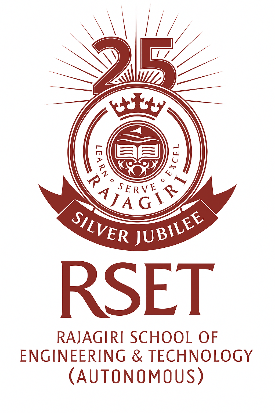 25
LEARN • SERVE • EXCEL
RAJAGIRI
SILVER JUBILEE
RSET
RAJAGIRI SCHOOL OF
ENGINEERING & TECHNOLOGY
(AUTONOMOUS)